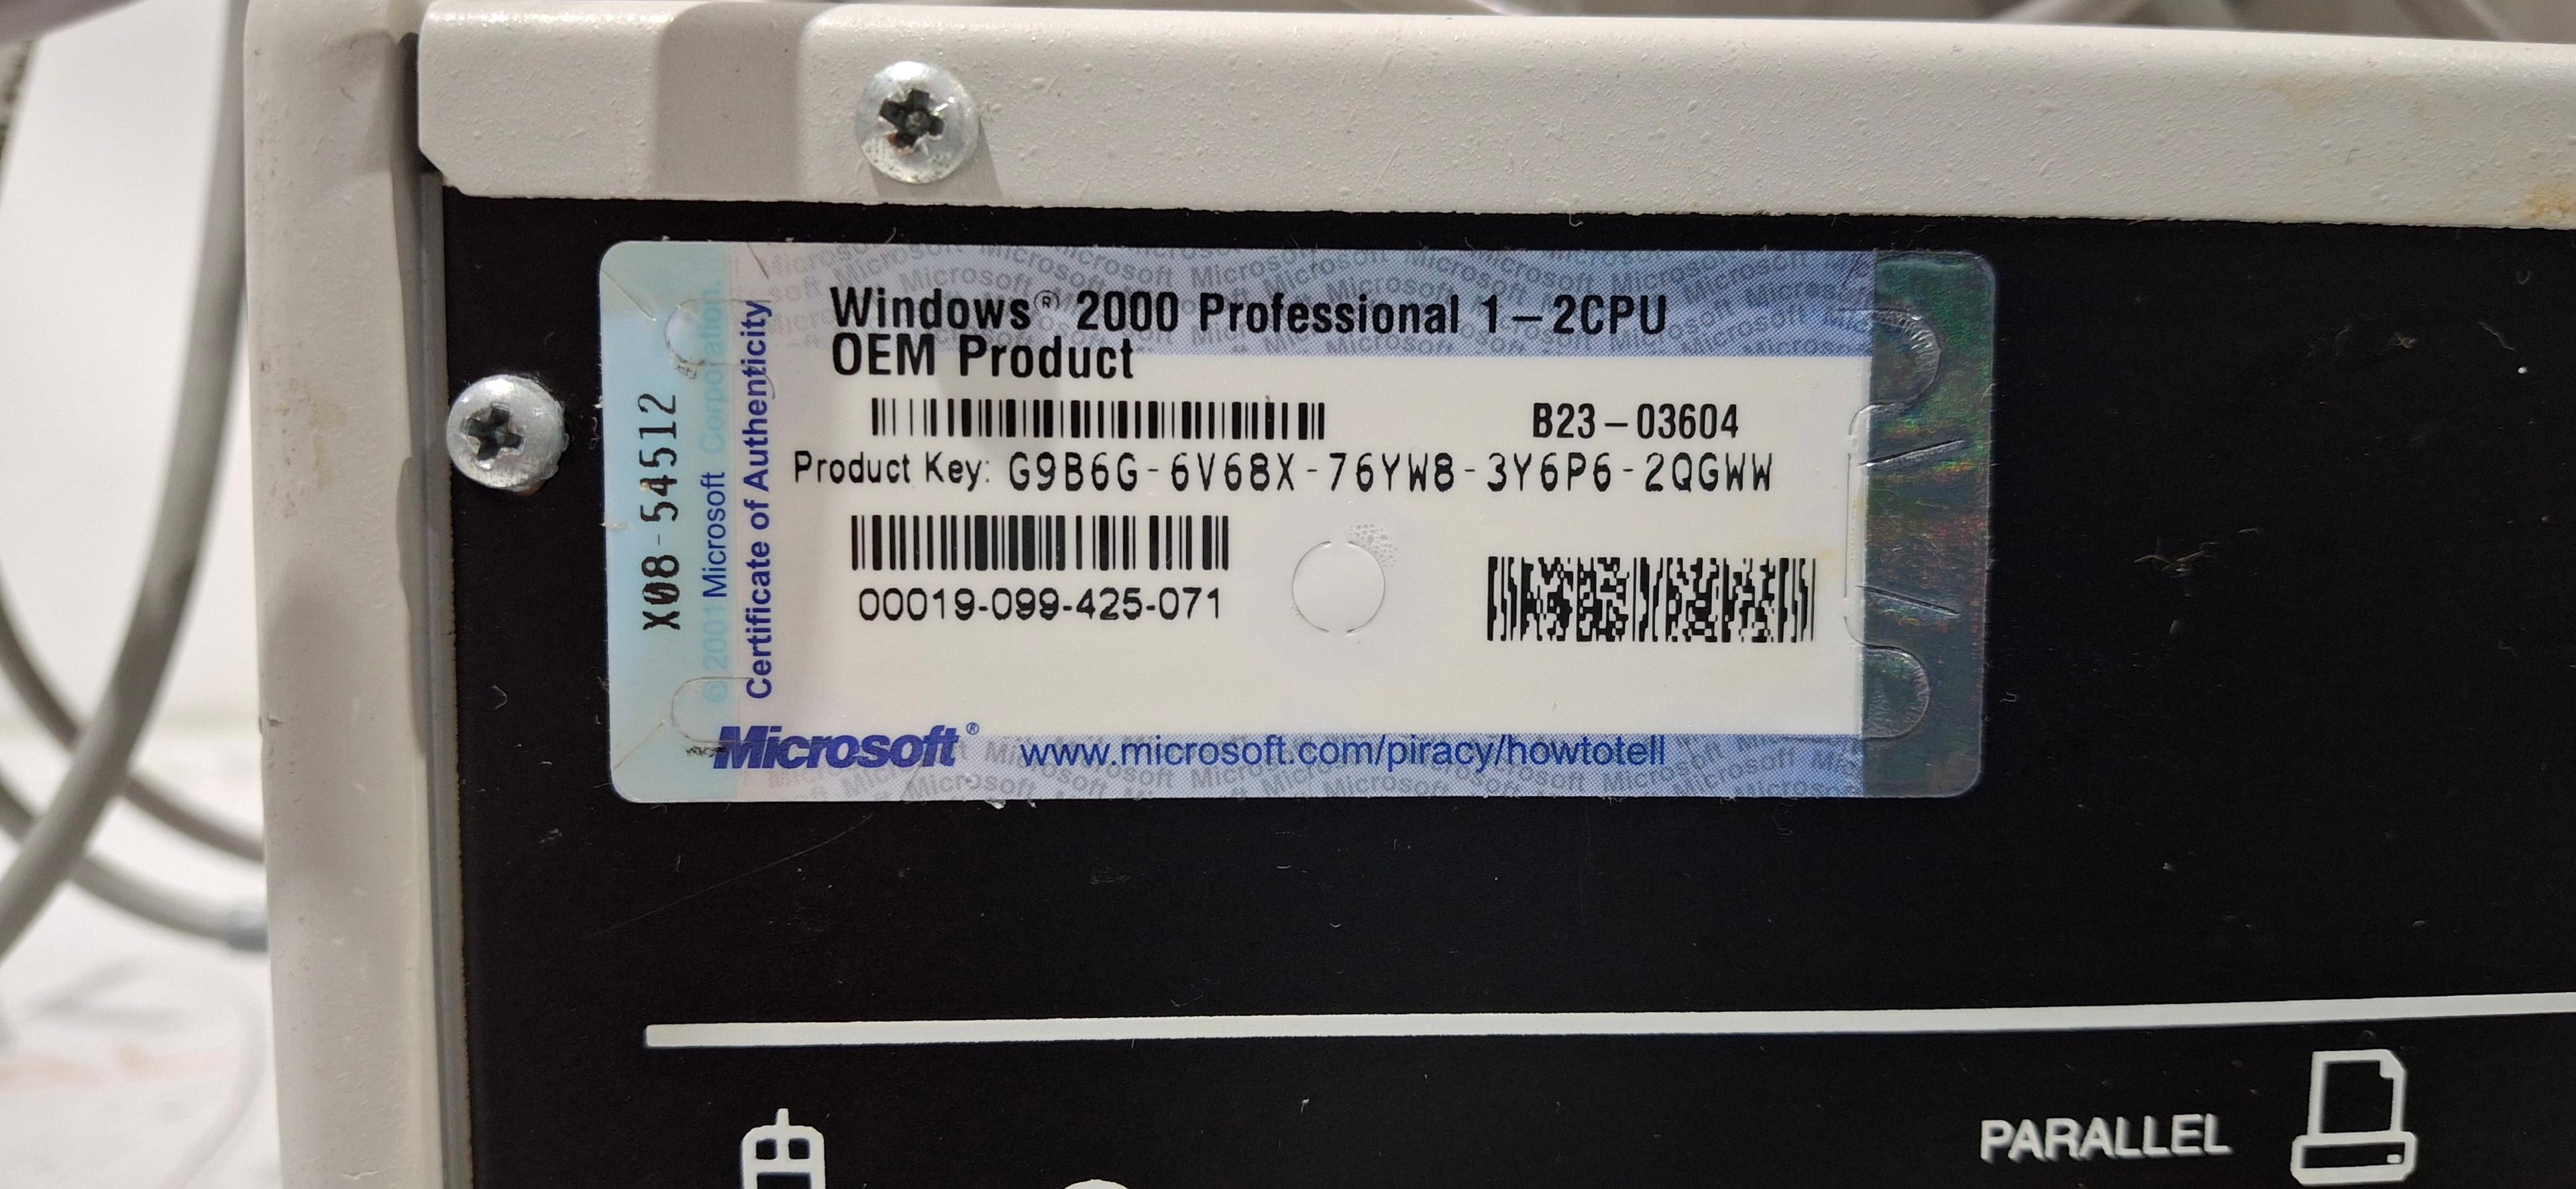 Windows® 2000 Professional 1-2CPU
OEM Product
B23-03604
Product Key: G9B6G-6V68X-76YW8-3Y6P6-2QGWW
00019-099-425-071
X08-54512
©2001 Microsoft Corporation.
Certificate of Authenticity
Microsoft® www.microsoft.com/piracy/howtotell
PARALLEL